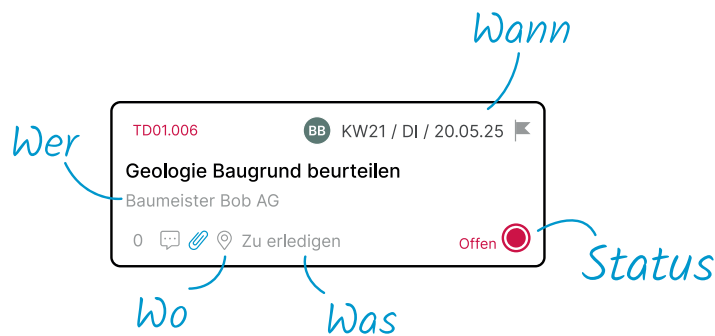 Wann
TD01.006 BB KW21 / DI / 20.05.25
Wer
Geologie Baugrund beurteilen
Baumeister Bob AG
0 Zu erledigen Offen
Status
Wo Was